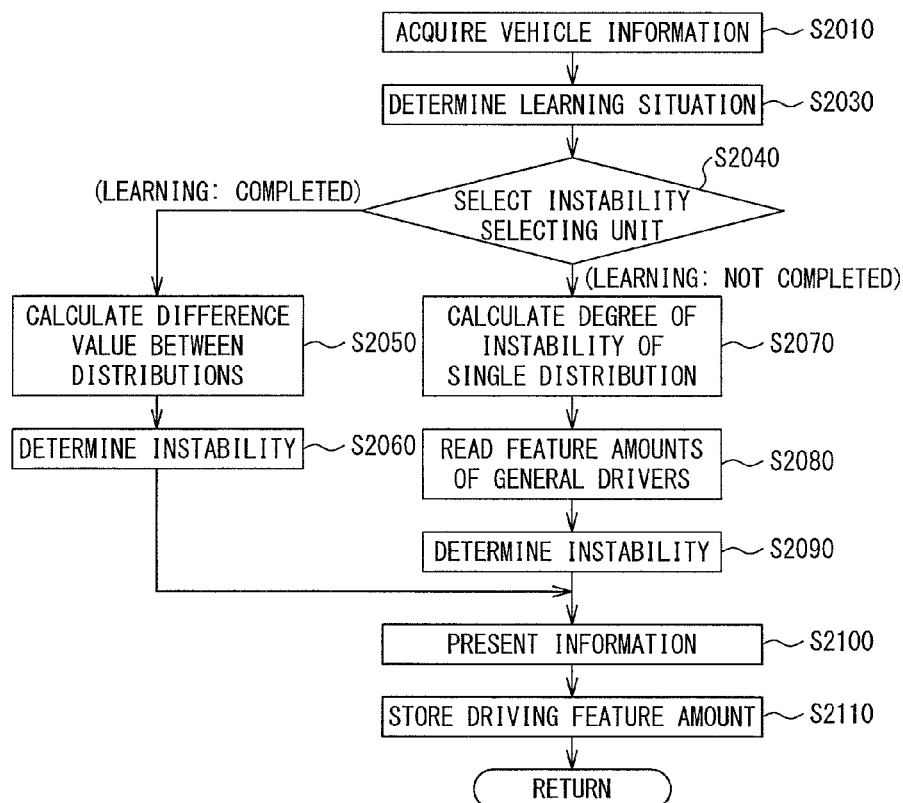 ACQUIRE VEHICLE INFORMATION
S2010
DETERMINE LEARNING SITUATION
S2030
S2040
SELECT INSTABILITY
SELECTING UNIT
(LEARNING: COMPLETED)
(LEARNING: NOT COMPLETED)
CALCULATE DIFFERENCE
VALUE BETWEEN
DISTRIBUTIONS
S2050
DETERMINE INSTABILITY
S2060
CALCULATE DEGREE OF
INSTABILITY OF
SINGLE DISTRIBUTION
S2070
READ FEATURE AMOUNTS
OF GENERAL DRIVERS
S2080
DETERMINE INSTABILITY
S2090
PRESENT INFORMATION
S2100
STORE DRIVING FEATURE AMOUNT
S2110
RETURN